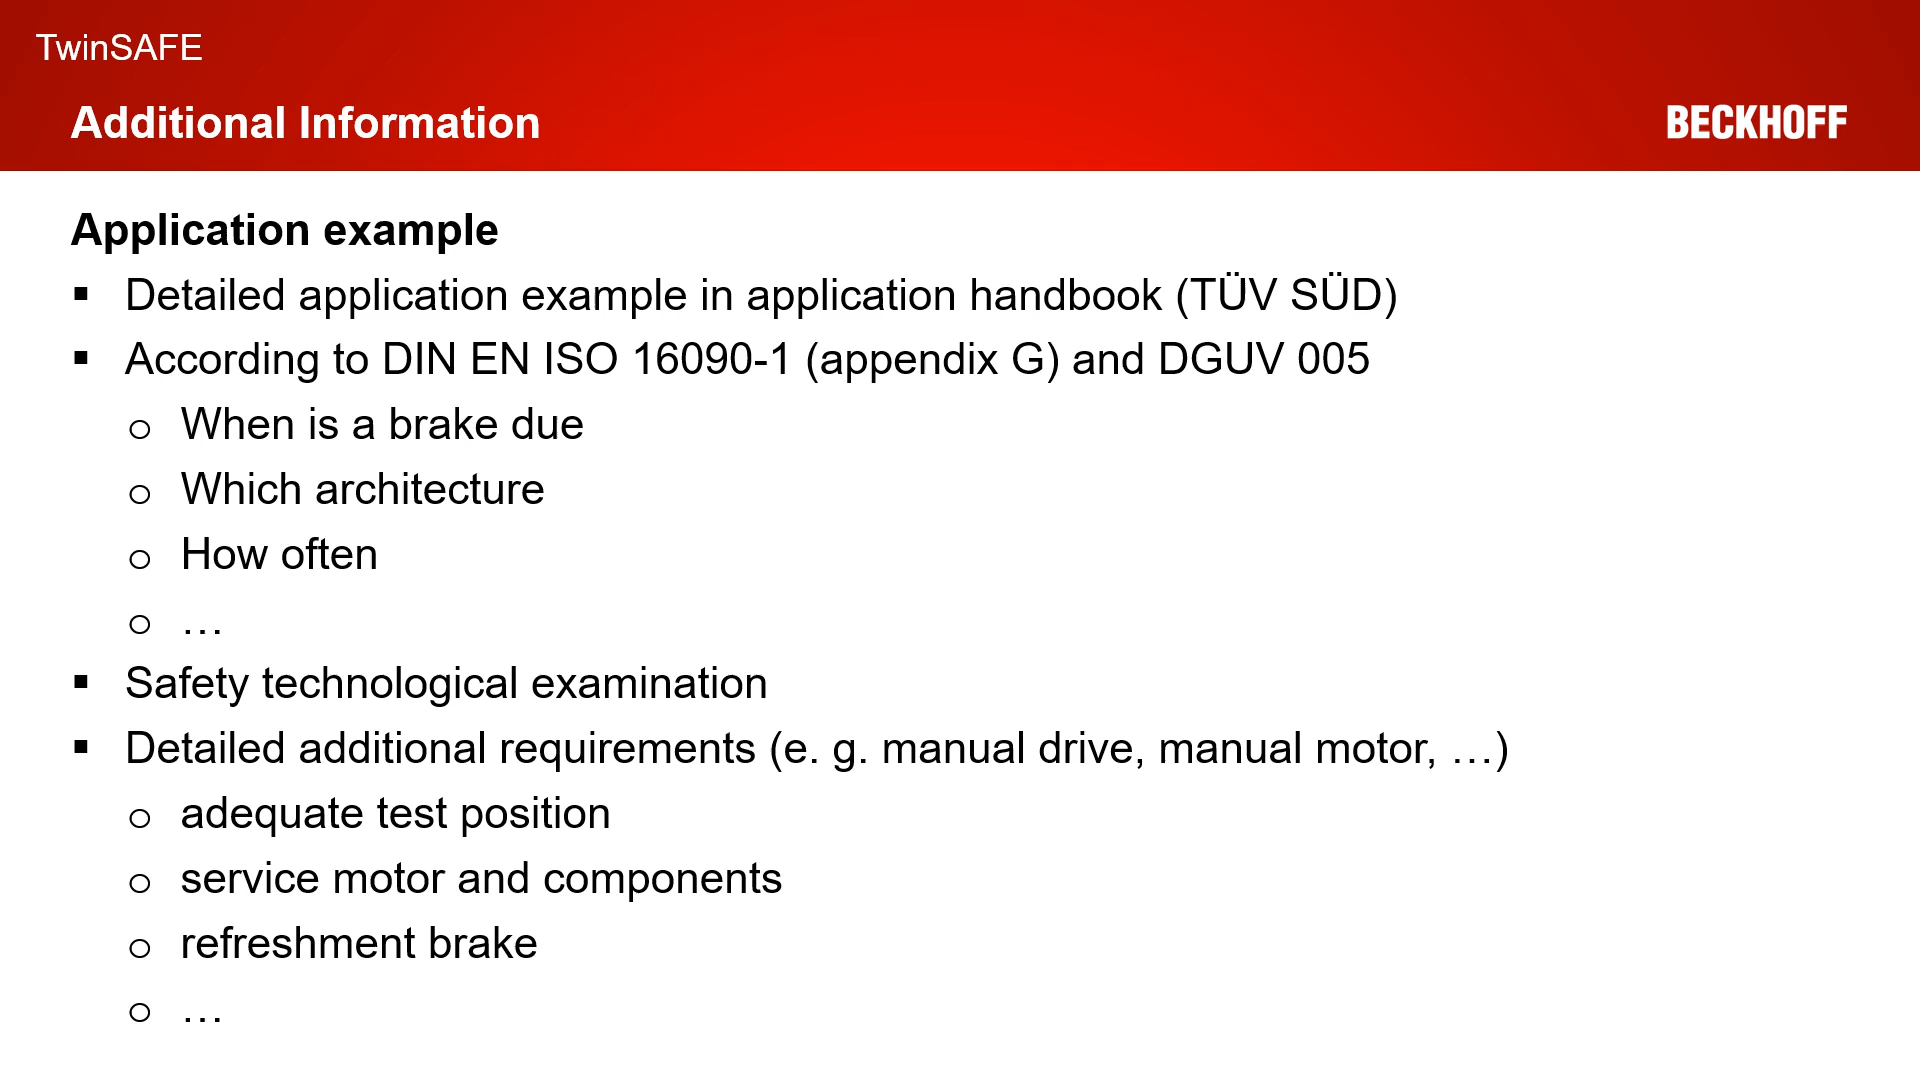 TwinSAFE
Additional Information
BECKHOFF
Application example
▪ Detailed application example in application handbook (TÜV SÜD)
▪ According to DIN EN ISO 16090-1 (appendix G) and DGUV 005
o When is a brake due
o Which architecture
o How often
o …
▪ Safety technological examination
▪ Detailed additional requirements (e. g. manual drive, manual motor, …)
o adequate test position
o service motor and components
o refreshment brake
o …